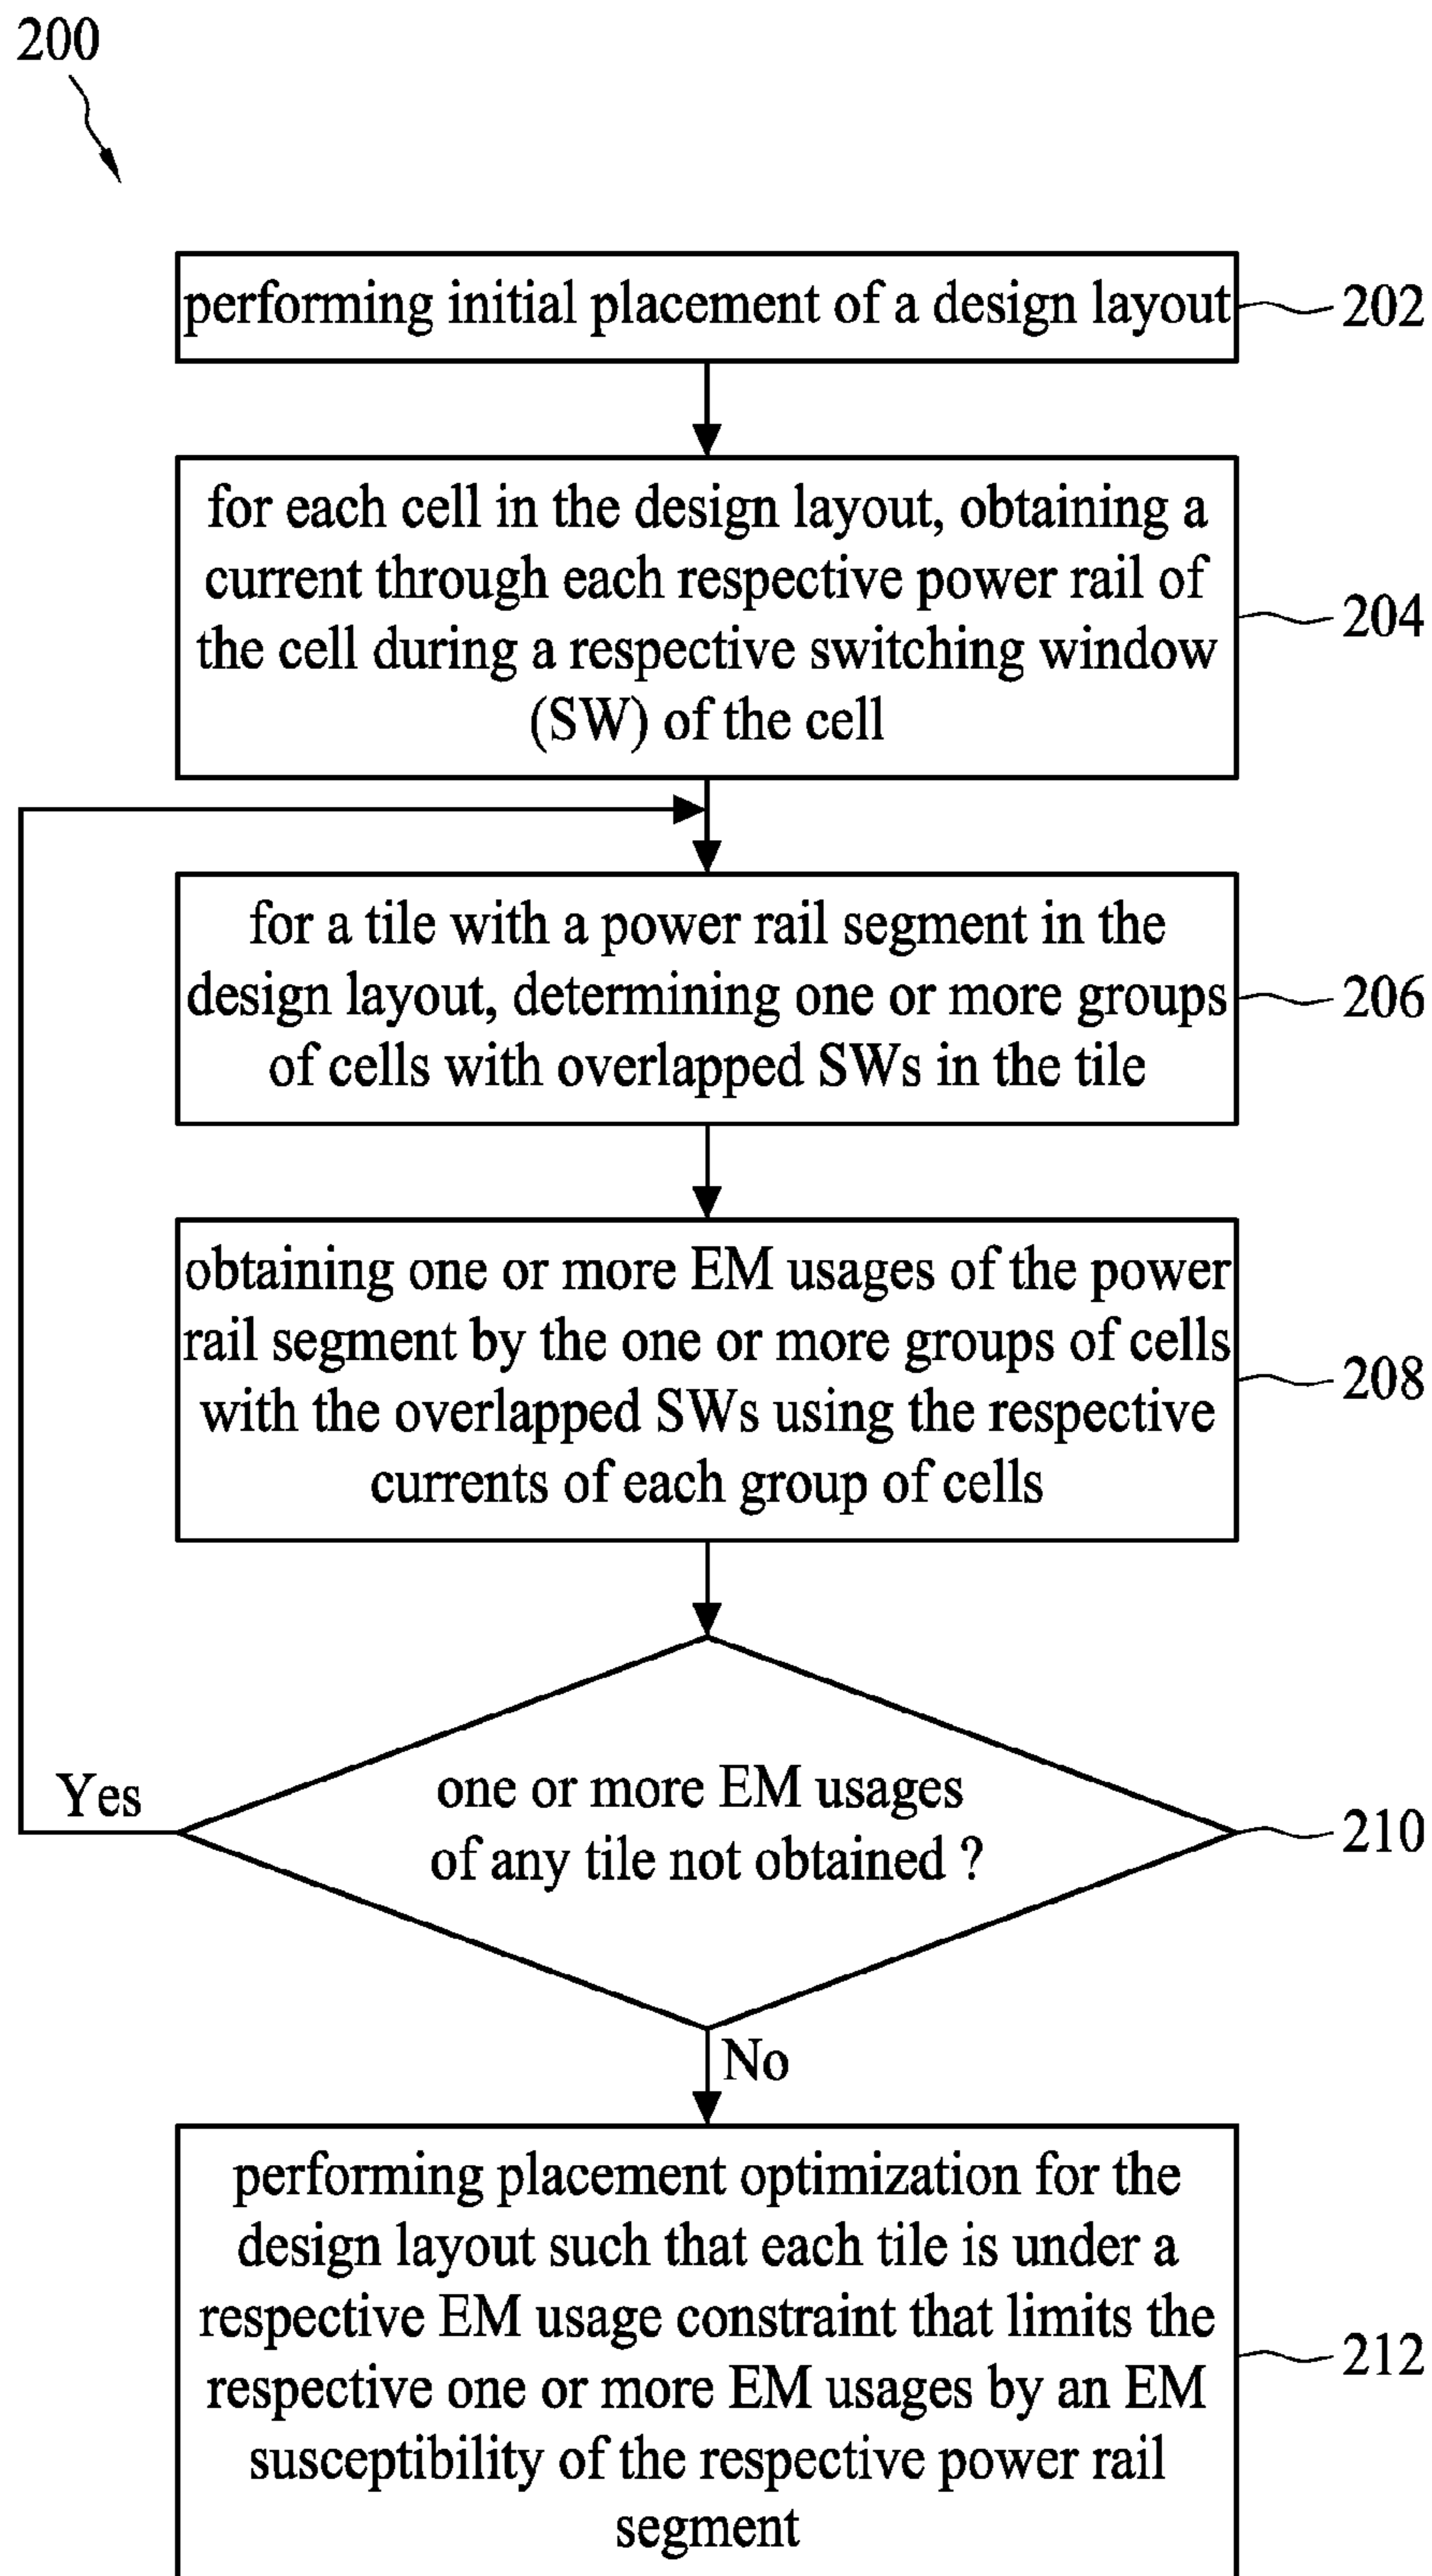 200
performing initial placement of a design layout
202
for each cell in the design layout, obtaining a
current through each respective power rail of
the cell during a respective switching window
(SW) of the cell
204
for a tile with a power rail segment in the
design layout, determining one or more groups
of cells with overlapped SWs in the tile
206
obtaining one or more EM usages of the power
rail segment by the one or more groups of cells
with the overlapped SWs using the respective
currents of each group of cells
208
one or more EM usages
of any tile not obtained ?
210
Yes
No
performing placement optimization for the
design layout such that each tile is under a
respective EM usage constraint that limits the
respective one or more EM usages by an EM
susceptibility of the respective power rail
segment
212